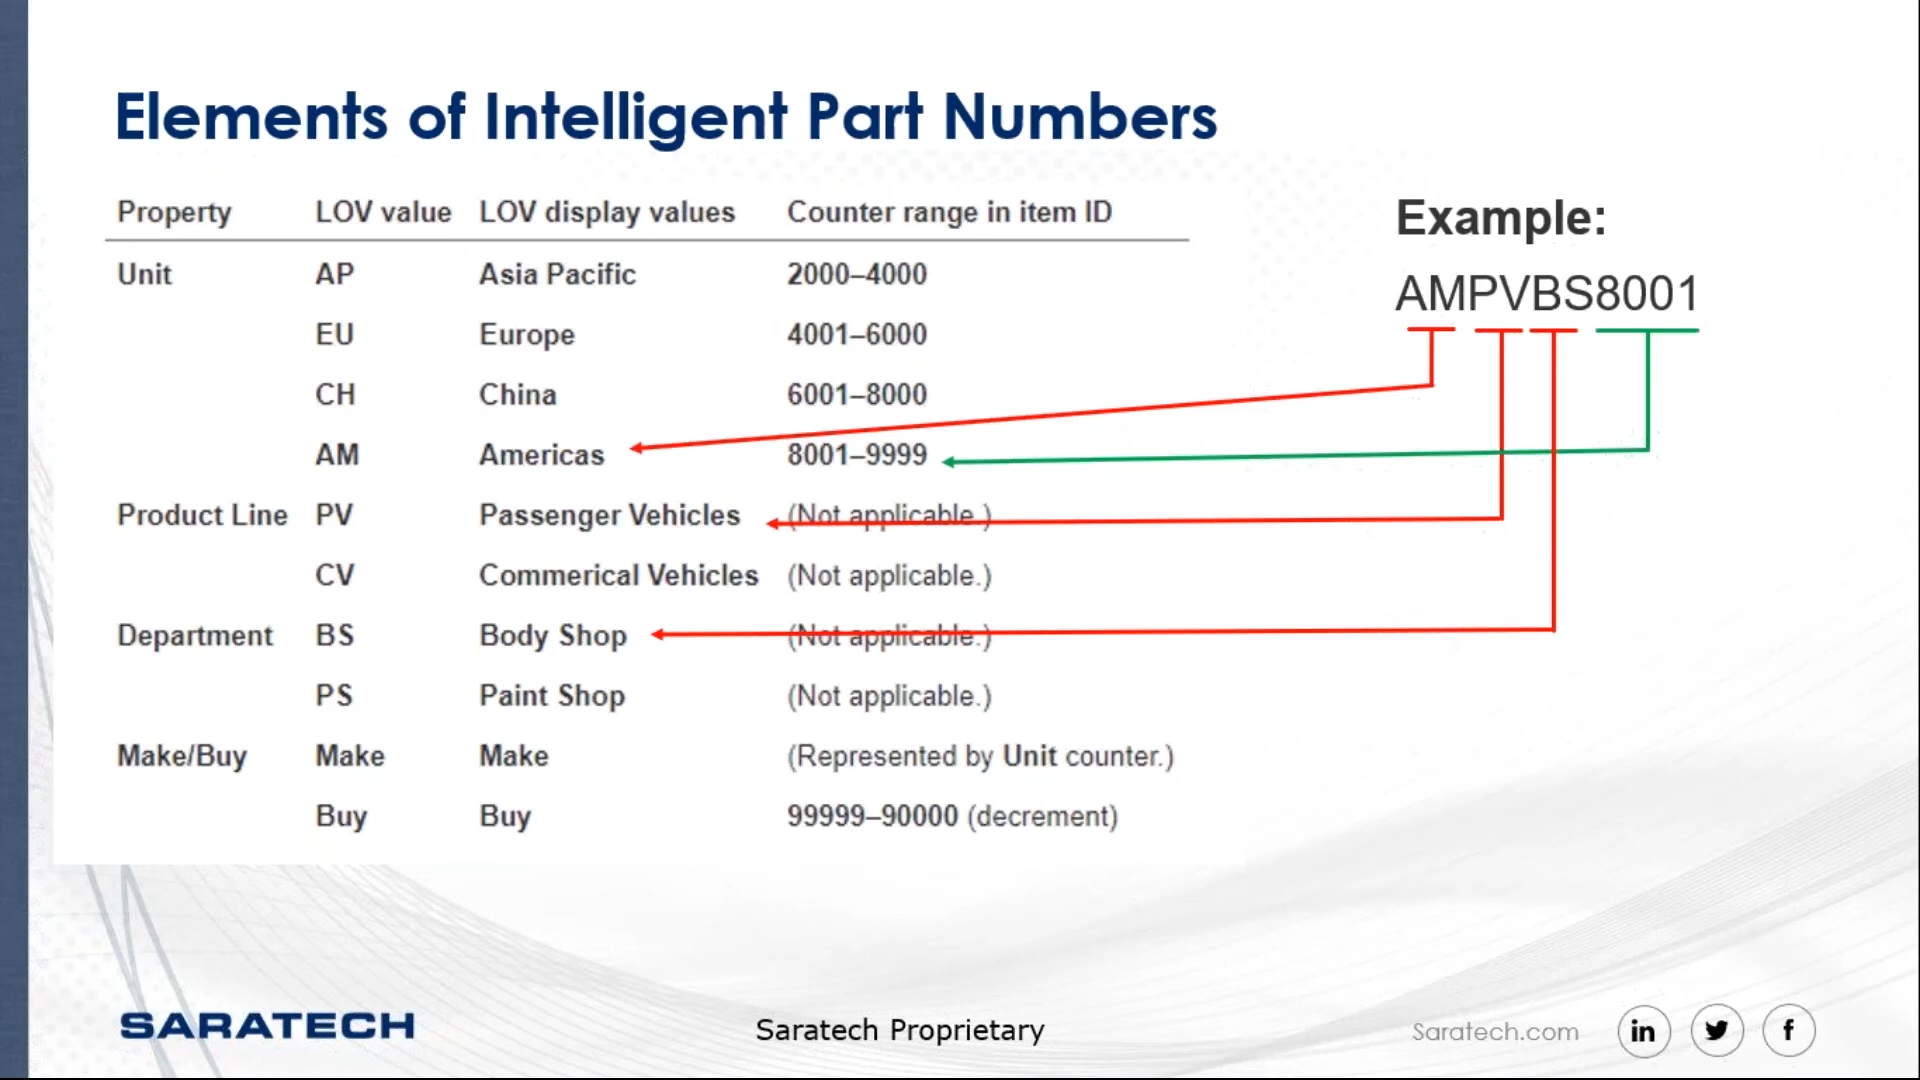 Elements of Intelligent Part Numbers
Property LOV value LOV display values Counter range in item ID
Unit AP Asia Pacific 2000–4000
EU Europe 4001–6000
CH China 6001–8000
AM Americas 8001–9999
Product Line PV Passenger Vehicles (Not applicable.)
CV Commerical Vehicles (Not applicable.)
Department BS Body Shop (Not applicable.)
PS Paint Shop (Not applicable.)
Make/Buy Make Make (Represented by Unit counter.)
Buy Buy 99999–90000 (decrement)
Example:
AMPVBS8001
SARATECH
Saratech Proprietary
Saratech.com in f